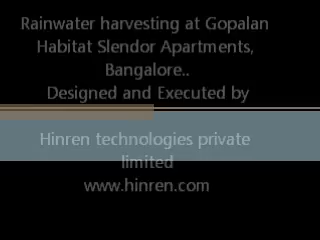 Rainwater harvesting at Gopalan
Habitat Slendor Apartments,
Bangalore..
Designed and Executed by
Hinren technologies private
limited
www.hinren.com